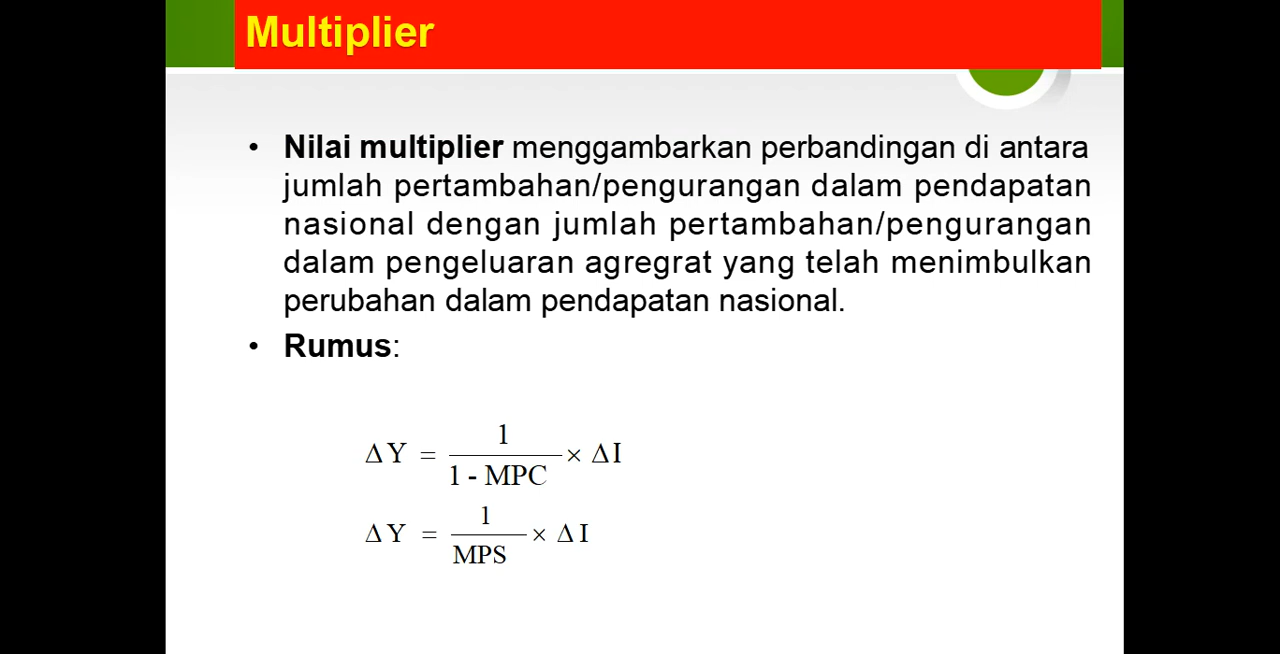 Multiplier
• Nilai multiplier menggambarkan perbandingan di antara
jumlah pertambahan/pengurangan dalam pendapatan
nasional dengan jumlah pertambahan/pengurangan
dalam pengeluaran agregrat yang telah menimbulkan
perubahan dalam pendapatan nasional.
• Rumus:
1
Δ Y = × Δ I
1 - MPC
1
Δ Y = × Δ I
MPS